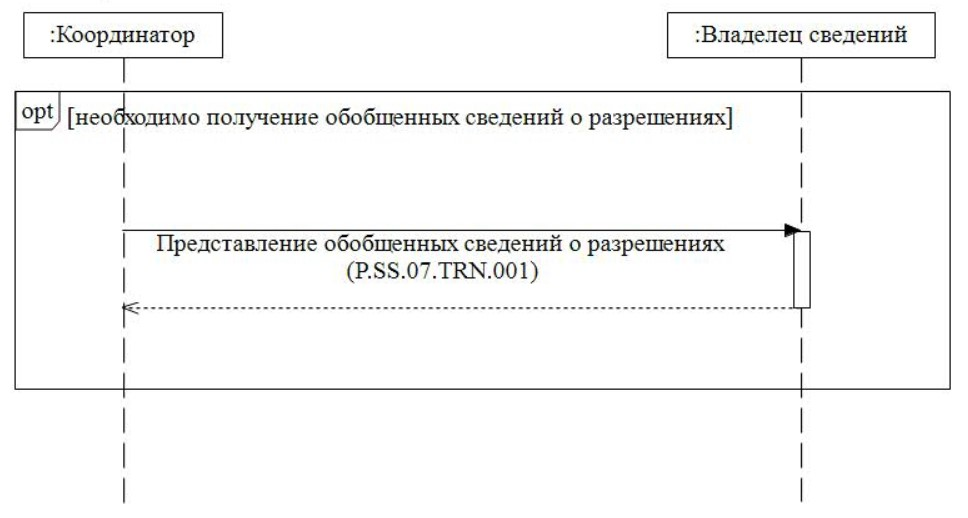 :Координатор
:Владелец сведений
opt
[необходимо получение обобщенных сведений о разрешениях]
Представление обобщенных сведений о разрешениях
(P.SS.07.TRN.001)